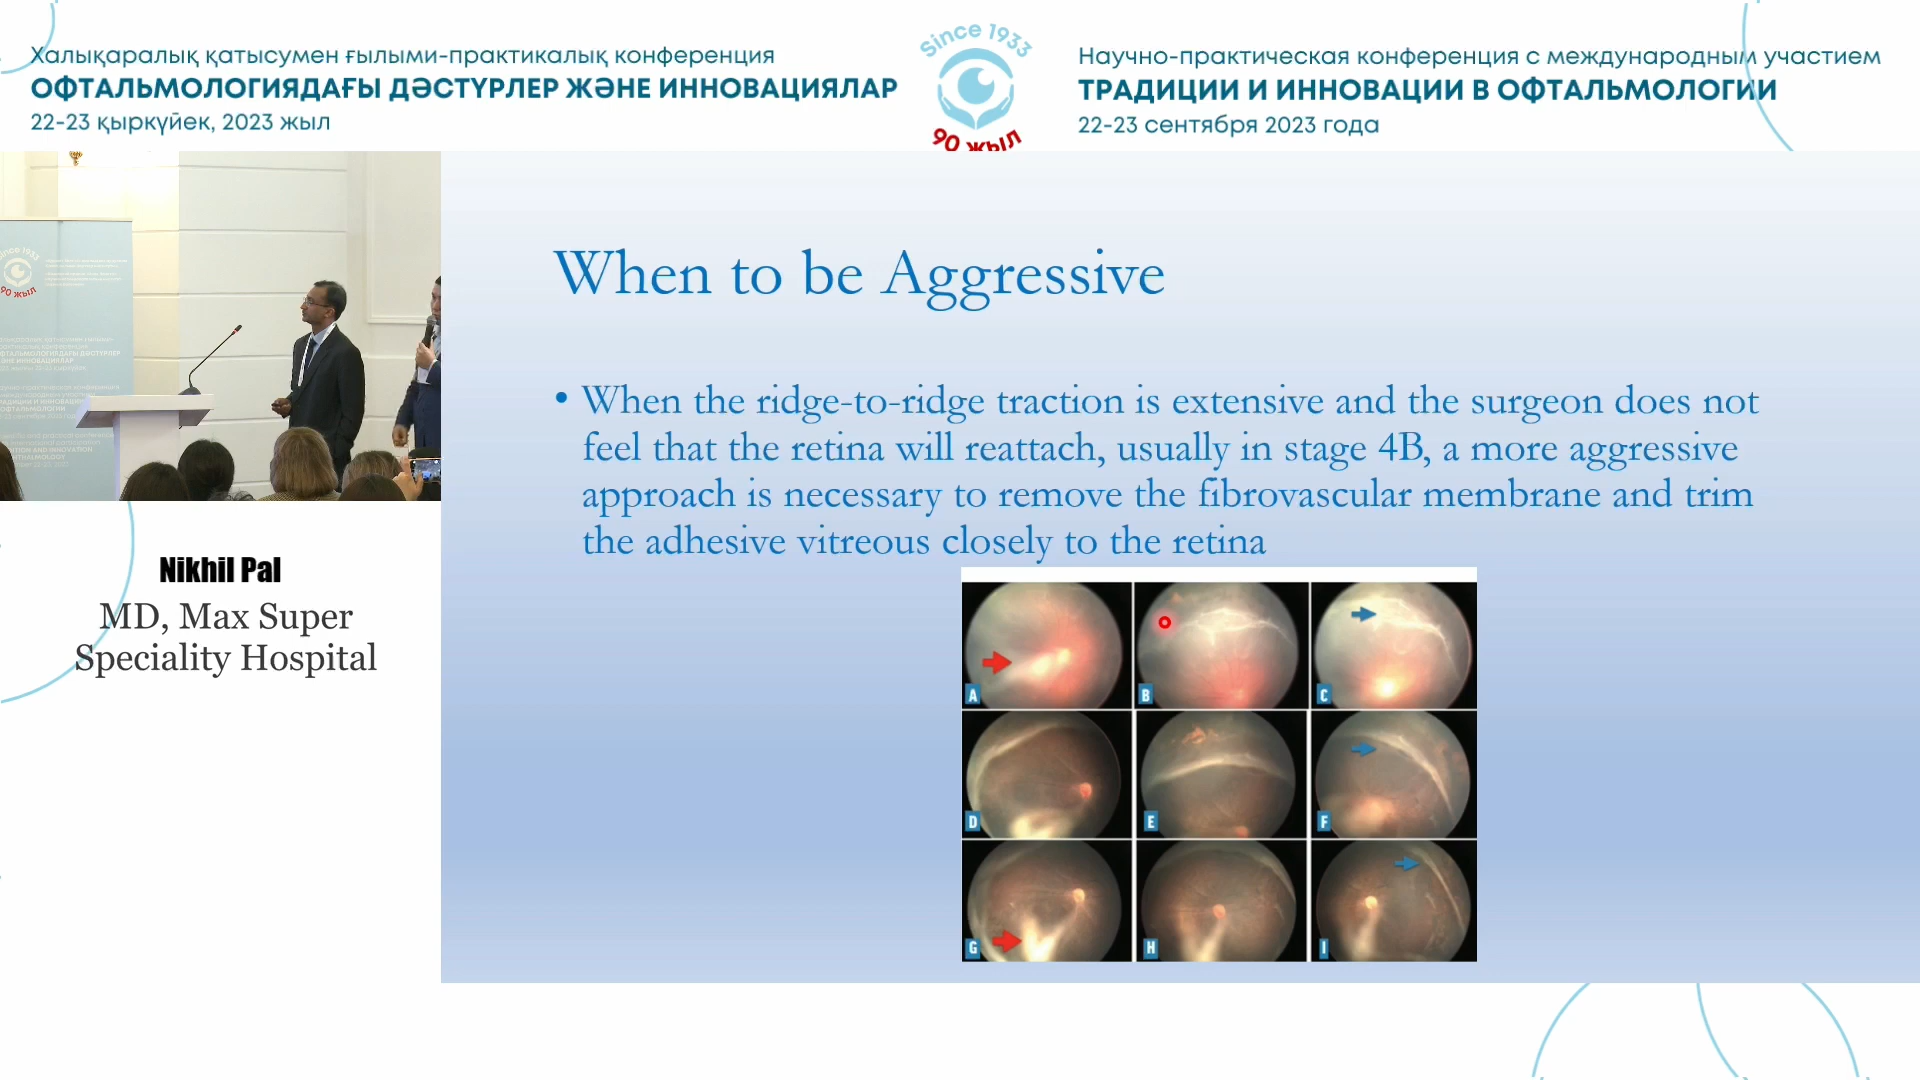 Халықаралық қатысумен ғылыми-практикалық конференция
ОФТАЛЬМОЛОГИЯДАҒЫ ДӘСТҮРЛЕР ЖӘНЕ ИННОВАЦИЯЛАР
22-23 қыркүйек, 2023 жыл
Since 1933
90 жыл
Научно-практическая конференция с международным участием
ТРАДИЦИИ И ИННОВАЦИИ В ОФТАЛЬМОЛОГИИ
22-23 сентября 2023 года
90 жыл
Nikhil Pal
MD, Max Super
Speciality Hospital
When to be Aggressive
• When the ridge-to-ridge traction is extensive and the surgeon does not
feel that the retina will reattach, usually in stage 4B, a more aggressive
approach is necessary to remove the fibrovascular membrane and trim
the adhesive vitreous closely to the retina
A B C
D E F
G H I